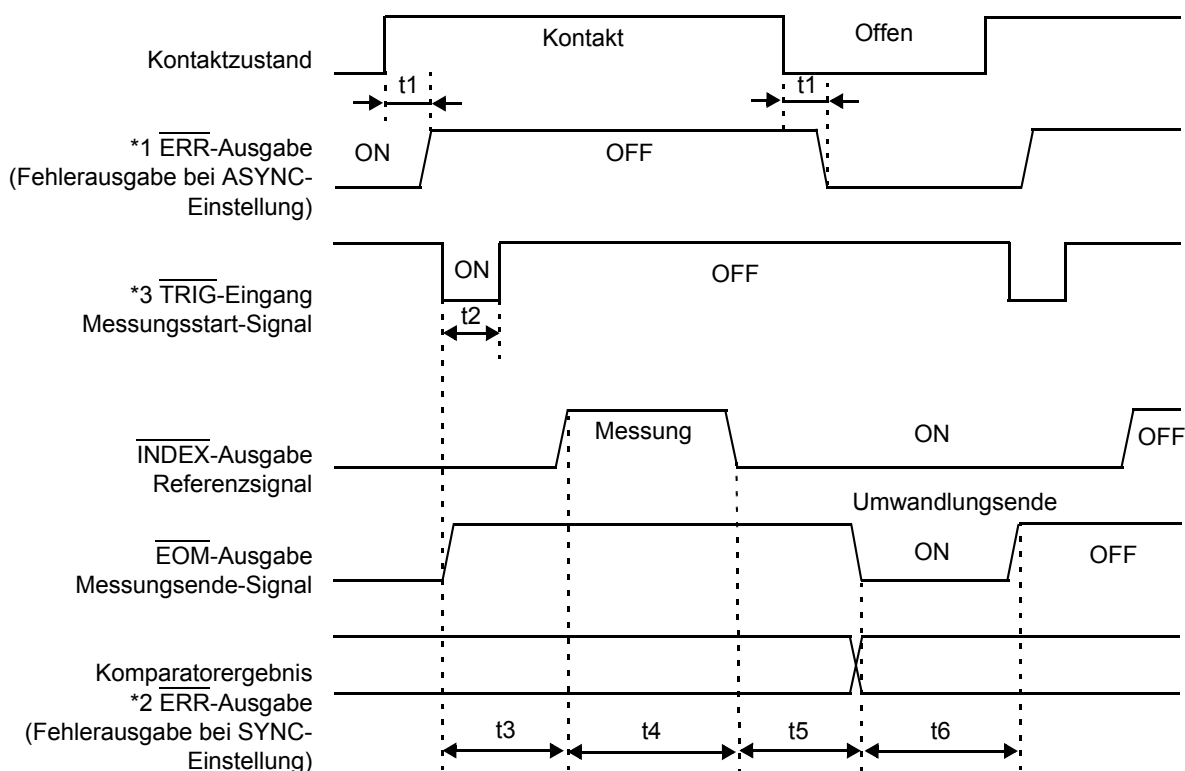 Kontaktzustand
Kontakt
Offen
t1
t1
*1 ERR-Ausgabe
(Fehlerausgabe bei ASYNC-
Einstellung)
ON
OFF
*3 TRIG-Eingang
Messungsstart-Signal
ON
OFF
t2
INDEX-Ausgabe
Referenzsignal
Messung
ON
OFF
Umwandlungsende
EOM-Ausgabe
Messungsende-Signal
ON
OFF
Komparatorergebnis
*2 ERR-Ausgabe
(Fehlerausgabe bei SYNC-
Einstellung)
t3
t4
t5
t6